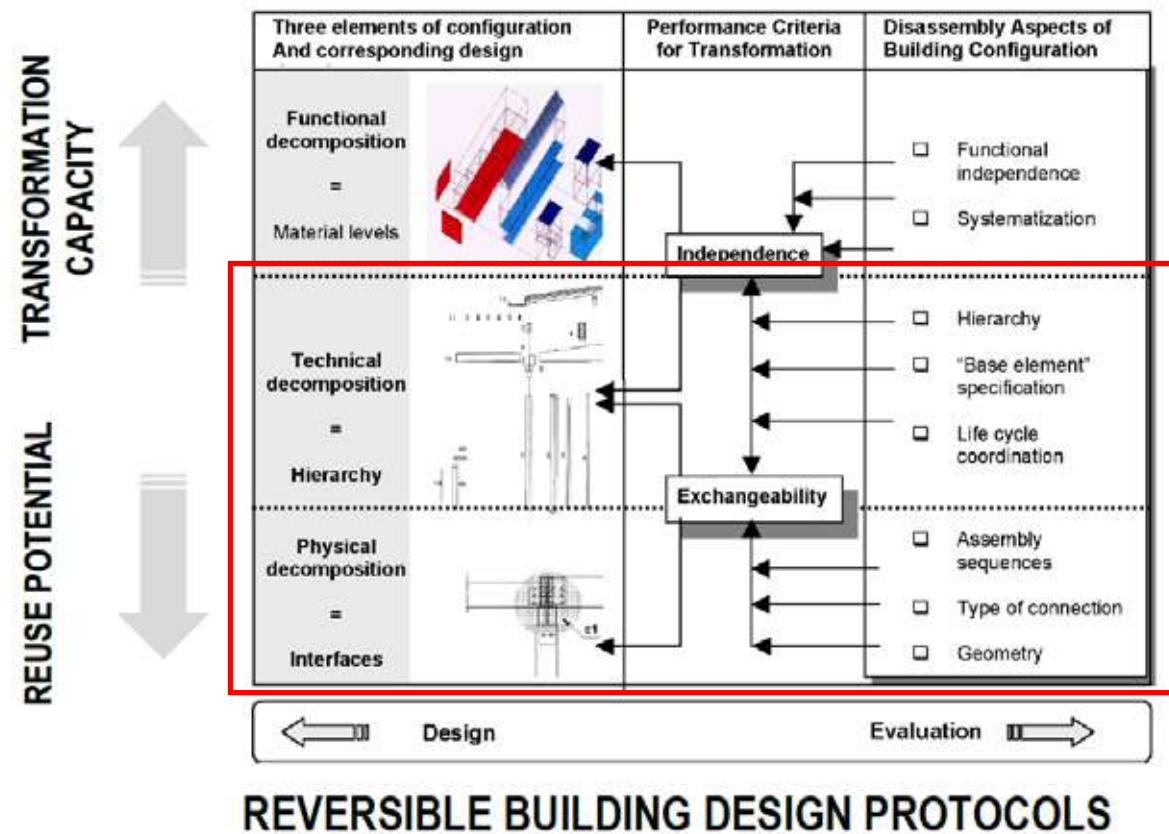 TRANSFORMATION
CAPACITY
REUSE POTENTIAL
Three elements of configuration
And corresponding design
Performance Criteria
for Transformation
Disassembly Aspects of
Building Configuration
Functional
decomposition
=
Material levels
Independence
Functional
independence
Systematization
Technical
decomposition
=
Hierarchy
Hierarchy
"Base element"
specification
Life cycle
coordination
Exchangeability
Physical
decomposition
=
Interfaces
c1
Assembly
sequences
Type of connection
Geometry
Design
Evaluation
REVERSIBLE BUILDING DESIGN PROTOCOLS